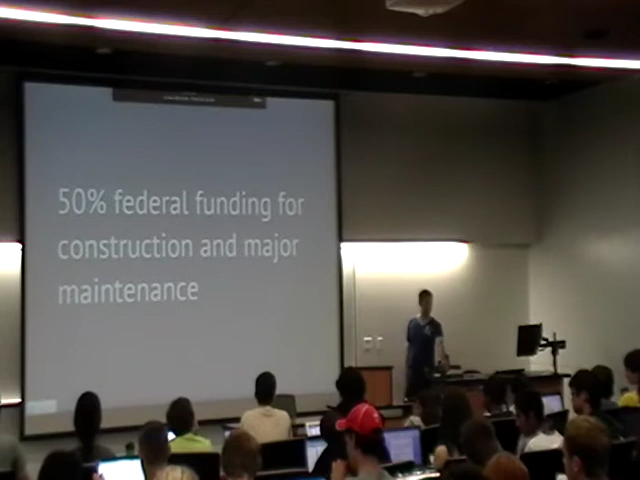 50% federal funding for
construction and major
maintenance